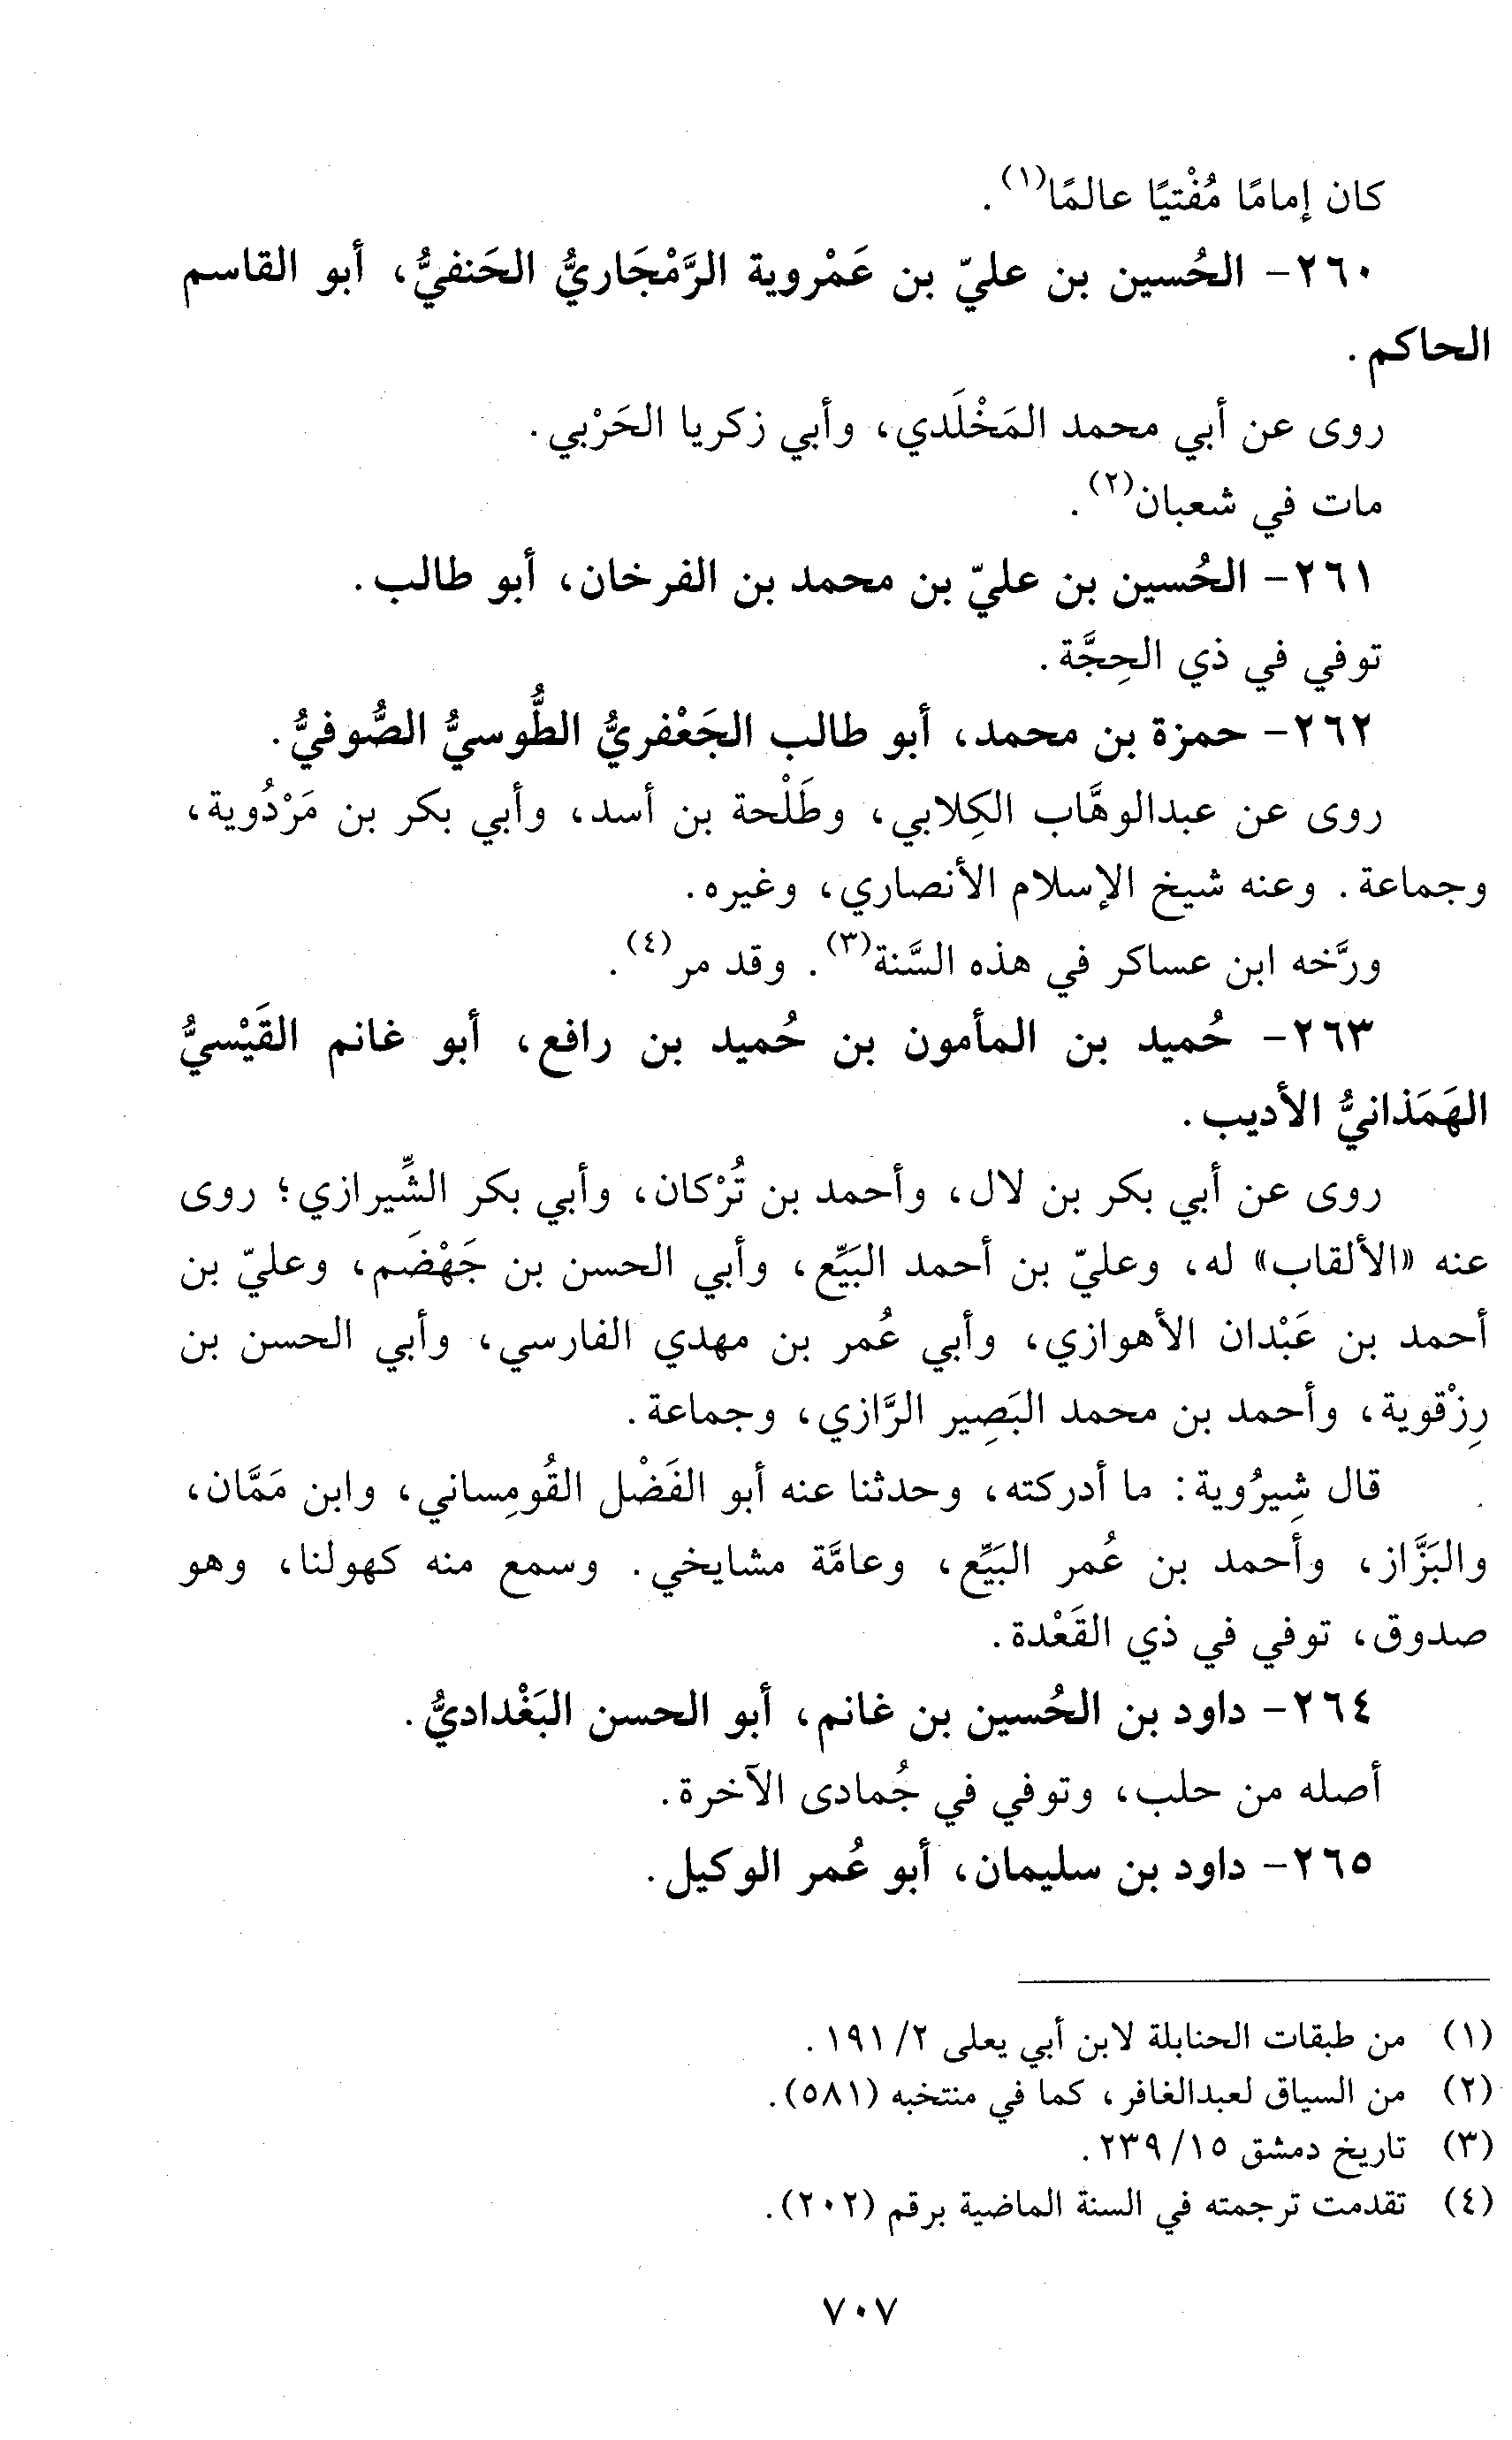 كان إمامًا مُفْتيًا عالمًا(١).
٢٦٠- الحُسين بن عليّ بن عَمْروية الرَّمْجَاريُّ الحَنفيُّ، أبو القاسم
الحاكم.
روى عن أبي محمد المَخْلَدي، وأبي زكريا الحَرْبي.
مات في شعبان(٢).
٢٦١- الحُسين بن عليّ بن محمد بن الفرخان، أبو طالب.
توفي في ذي الحِجَّة.
٢٦٢- حمزة بن محمد، أبو طالب الجَعْفريُّ الطُّوسيُّ الصُّوفيُّ.
روى عن عبدالوهَّاب الكِلابي، وطَلْحة بن أسد، وأبي بكر بن مَرْدُوية،
وجماعة. وعنه شيخ الإسلام الأنصاري، وغيره.
ورَّخه ابن عساكر في هذه السَّنة(٣). وقد مر(٤).
٢٦٣- حُميد بن المأمون بن حُميد بن رافع، أبو غانم القَيْسيُّ
الهَمَذانيُّ الأديب.
روى عن أبي بكر بن لال، وأحمد بن تُرْكان، وأبي بكر الشِّيرازي؛ روى
عنه «الألقاب» له، وعليّ بن أحمد البَيِّع، وأبي الحسن بن جَهْضَم، وعليّ بن
أحمد بن عَبْدان الأهوازي، وأبي عُمر بن مهدي الفارسي، وأبي الحسن بن
رِزْقوية، وأحمد بن محمد البَصِير الرَّازي، وجماعة.
قال شِيرُوية: ما أدركته، وحدثنا عنه أبو الفَضْل القُومِساني، وابن مَمَّان،
والبَزَّاز، وأحمد بن عُمر البَيِّع، وعامَّة مشايخي. وسمع منه كهولنا، وهو
صدوق، توفي في ذي القَعْدة.
٢٦٤- داود بن الحُسين بن غانم، أبو الحسن البَغْداديُّ.
أصله من حلب، وتوفي في جُمادى الآخرة.
٢٦٥- داود بن سليمان، أبو عُمر الوكيل.
(١) من طبقات الحنابلة لابن أبي يعلى ٢/ ١٩١.
(٢) من السياق لعبدالغافر، كما في منتخبه (٥٨١).
(٣) تاريخ دمشق ١٥/ ٢٣٩.
(٤) تقدمت ترجمته في السنة الماضية برقم (٢٠٢).
٧٠٧